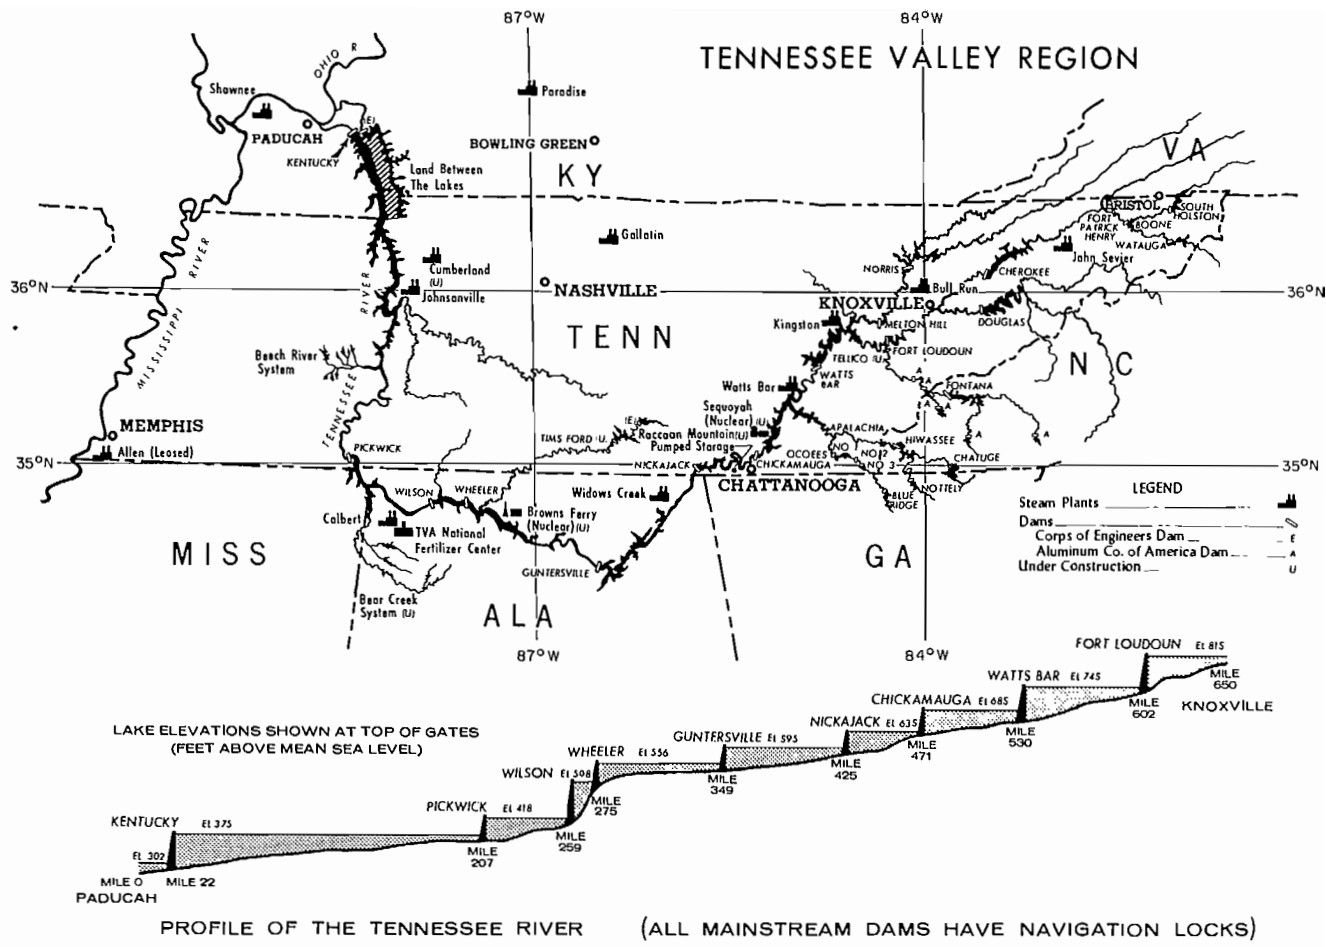 87°W
84°W
TENNESSEE VALLEY REGION
OHIO R
Shawnee
Paradise
PADUCAH
(E)
KENTUCKY
BOWLING GREEN
Land Between
The Lakes
KY
VA
BRISTOL
SOUTH
HOLSTON
FORT
PATRICK
HENRY
BOONE
WATAUGA
John Sevier
MISSISSIPPI RIVER
Gallatin
Cumberland
(U)
Johnsonville
NORRIS
CHEROKEE
Bull Run
36°N
36°N
NASHVILLE
KNOXVILLE
TENNESSEE RIVER
TENN
Kingston
MELTON HILL
DOUGLAS
TELLICO (U)
FORT LOUDOUN
Beech River
System
WATTS
BAR
N C
A
A
FONTANA
A
A
A
A
Watts Bar
MEMPHIS
Allen (Leased)
PICKWICK
Sequoyah
(Nuclear) (U)
(E)
TIMS FORD (U)
Raccoon Mountain(U)
Pumped Storage
APALACHIA
HIWASSEE
OCOEES
NO 1
NO 2
NO 3
CHATUGE
35°N
35°N
NICKAJACK
CHICKAMAUGA
CHATTANOOGA
BLUE
RIDGE
NOTTELY
WILSON
WHEELER
Widows Creek
Colbert
Browns Ferry
(Nuclear)(U)
TVA National
Fertilizer Center
GUNTERSVILLE
MISS
GA
Bear Creek
System (U)
ALA
LEGEND
Steam Plants
Dams
Corps of Engineers Dam E
Aluminum Co. of America Dam A
Under Construction U
87°W
84°W
FORT LOUDOUN El 815
WATTS BAR El 745
MILE
650
KNOXVILLE
CHICKAMAUGA El 685
MILE
602
LAKE ELEVATIONS SHOWN AT TOP OF GATES
(FEET ABOVE MEAN SEA LEVEL)
NICKAJACK El 635
MILE
530
GUNTERSVILLE El 595
MILE
471
WHEELER El 556
MILE
425
WILSON El 508
MILE
349
MILE
275
PICKWICK El 418
MILE
259
KENTUCKY El 375
MILE
207
El 302
MILE 0 MILE 22
PADUCAH
PROFILE OF THE TENNESSEE RIVER (ALL MAINSTREAM DAMS HAVE NAVIGATION LOCKS)